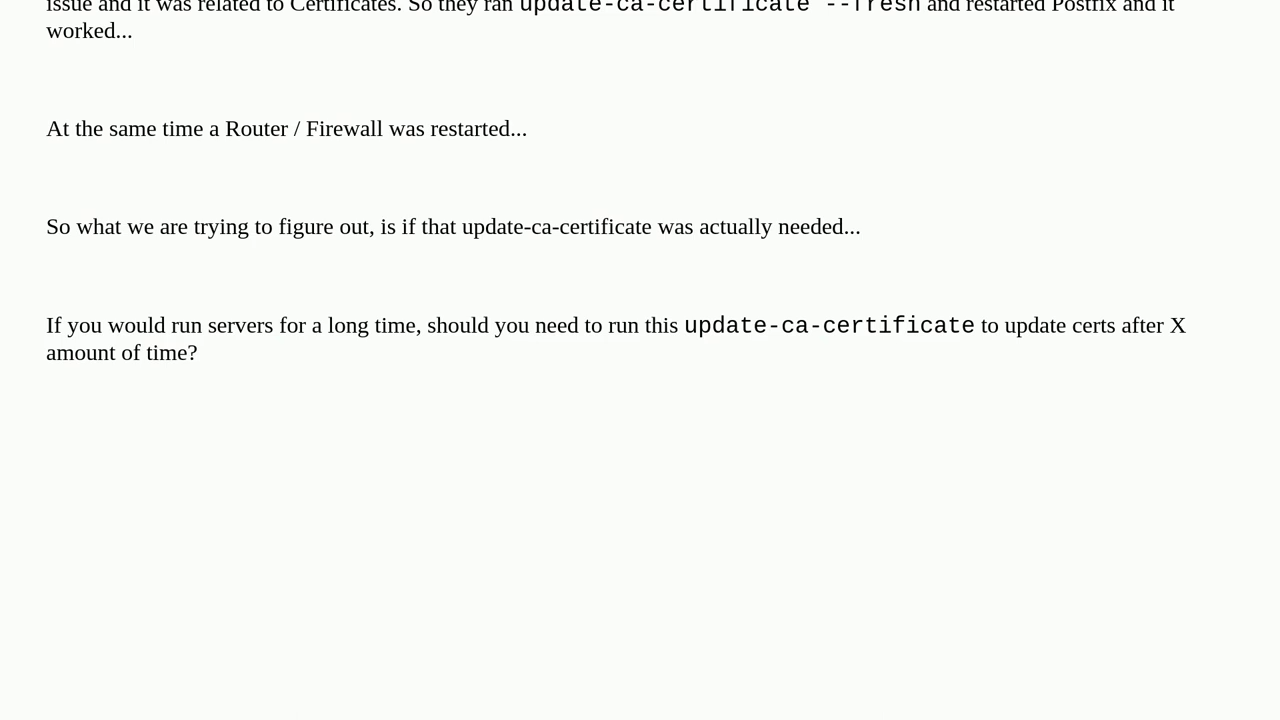 issue and it was related to Certificates. So they ran update-ca-certificate --fresh and restarted Postfix and it
worked...
At the same time a Router / Firewall was restarted...
So what we are trying to figure out, is if that update-ca-certificate was actually needed...
If you would run servers for a long time, should you need to run this update-ca-certificate to update certs after X
amount of time?